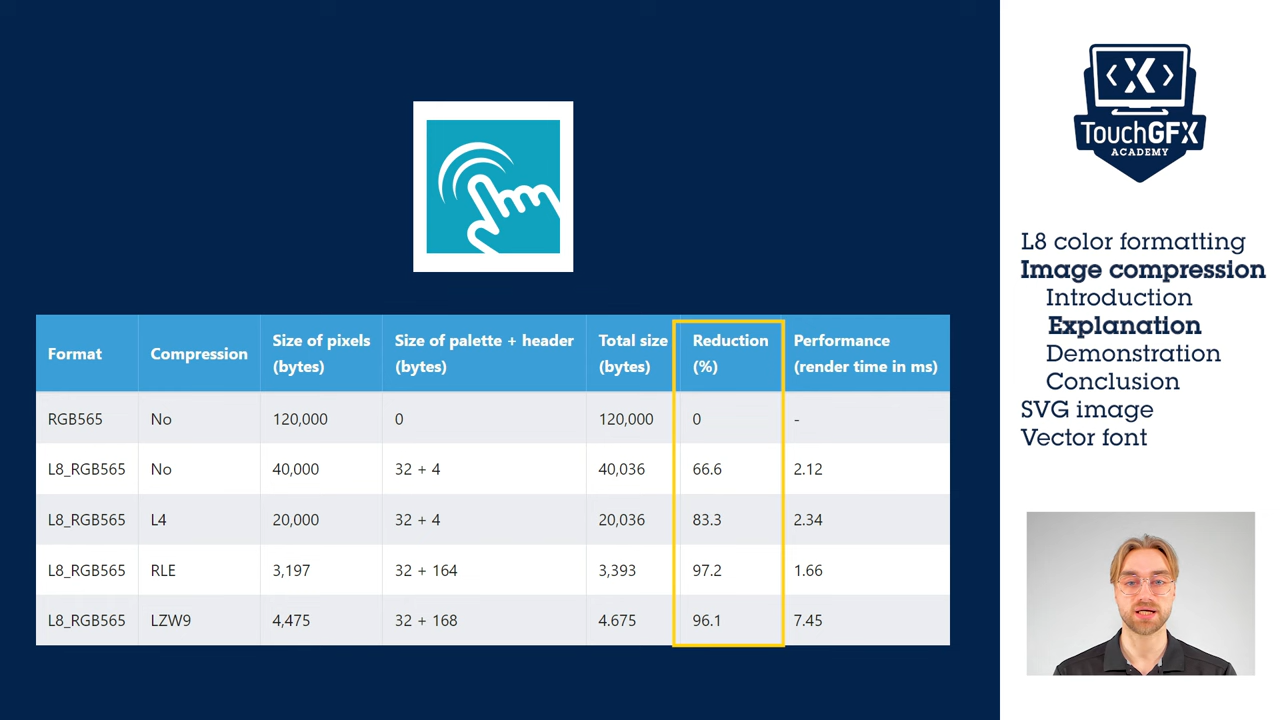 TouchGFX
ACADEMY
L8 color formatting
Image compression
Introduction
Explanation
Demonstration
Conclusion
SVG image
Vector font
Format Compression Size of pixels (bytes) Size of palette + header (bytes) Total size (bytes) Reduction (%) Performance (render time in ms)
RGB565 No 120,000 0 120,000 0 -
L8_RGB565 No 40,000 32 + 4 40,036 66.6 2.12
L8_RGB565 L4 20,000 32 + 4 20,036 83.3 2.34
L8_RGB565 RLE 3,197 32 + 164 3,393 97.2 1.66
L8_RGB565 LZW9 4,475 32 + 168 4.675 96.1 7.45